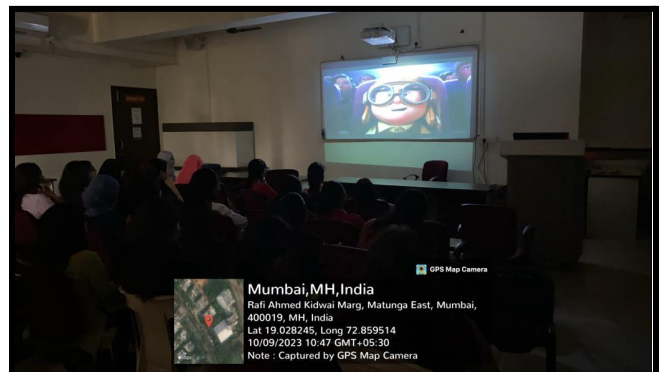 GPS Map Camera
Mumbai,MH,India
Rafi Ahmed Kidwai Marg, Matunga East, Mumbai,
400019, MH, India
Lat 19.028245, Long 72.859514
10/09/2023 10:47 GMT+05:30
Note : Captured by GPS Map Camera